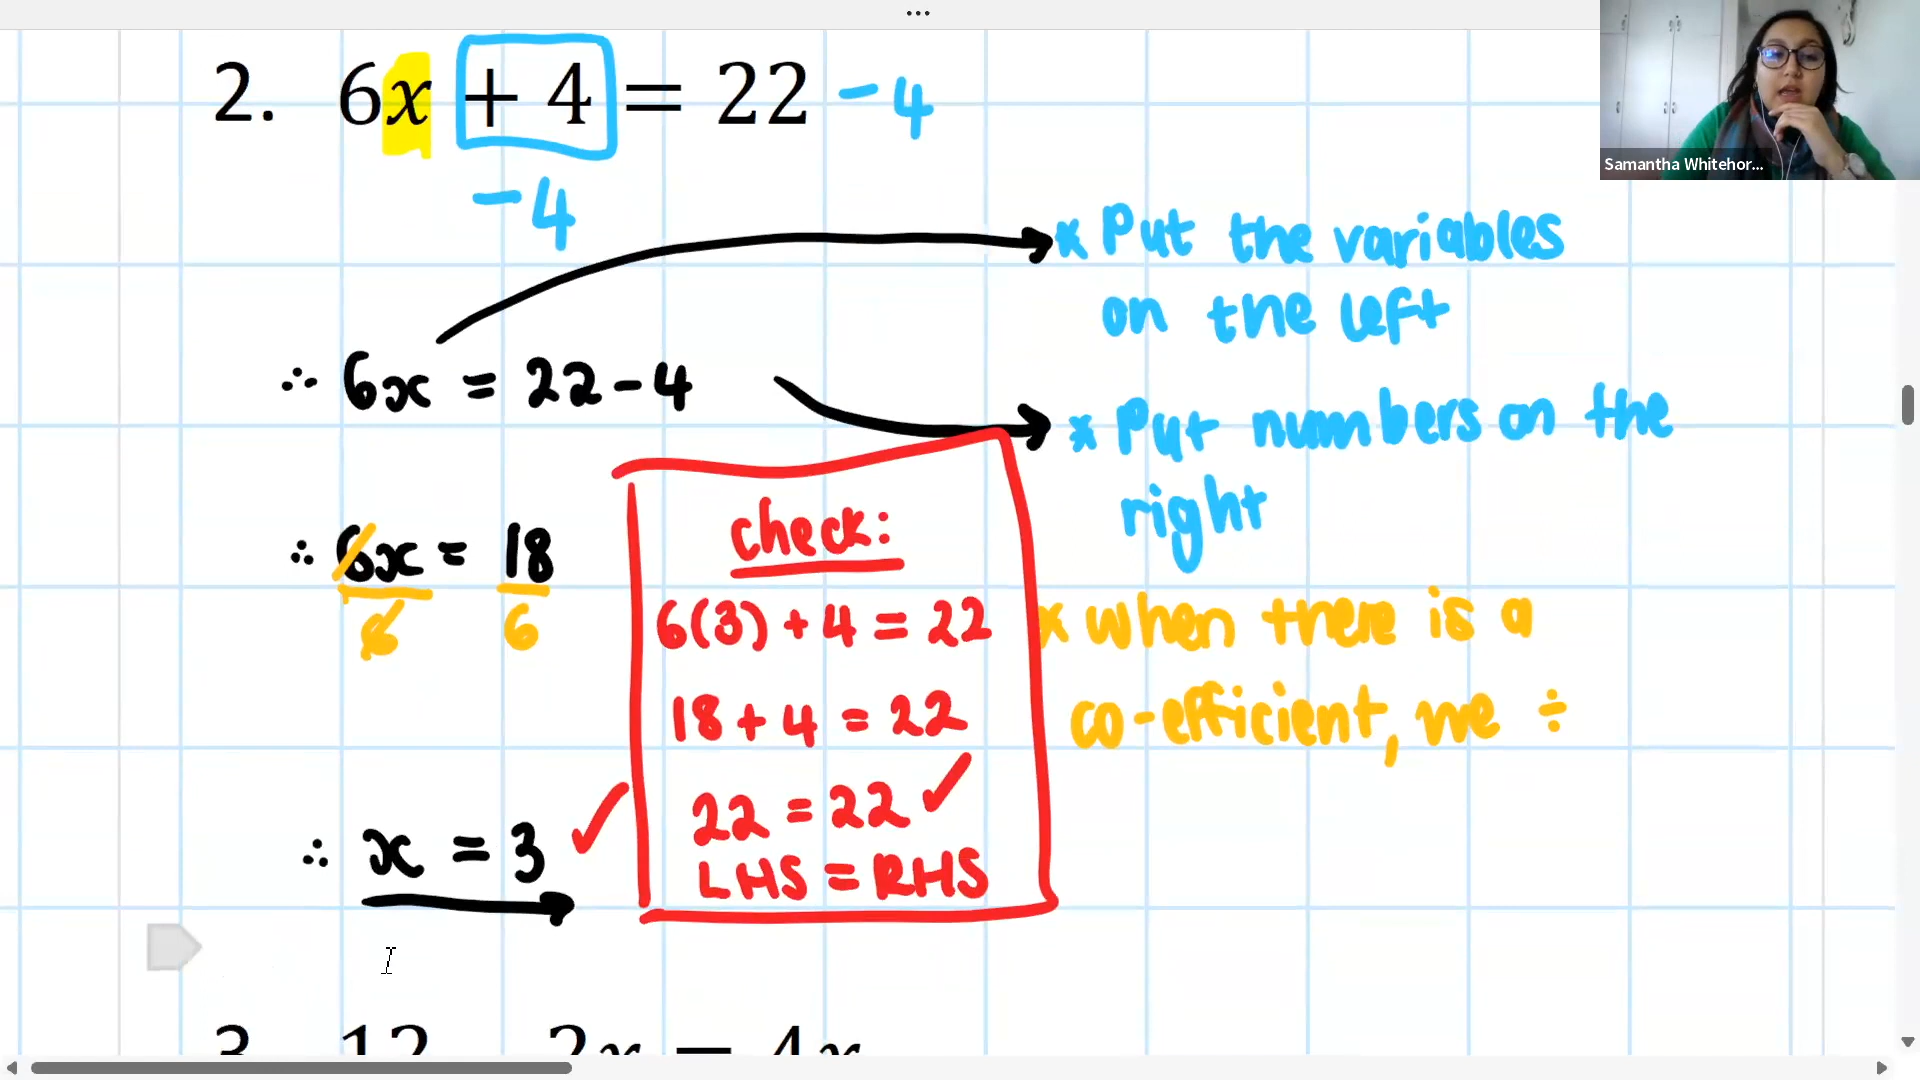 2. 6x + 4 = 22 - 4
- 4
Samantha Whitehor...
* Put the variables
on the left
∴ 6x = 22 - 4
* Put numbers on the
right
∴ 6x = 18
6 6
check:
6(3) + 4 = 22
18 + 4 = 22
22 = 22 ✓
LHS = RHS
* When there is a
co-efficient, we ÷
∴ x = 3 ✓